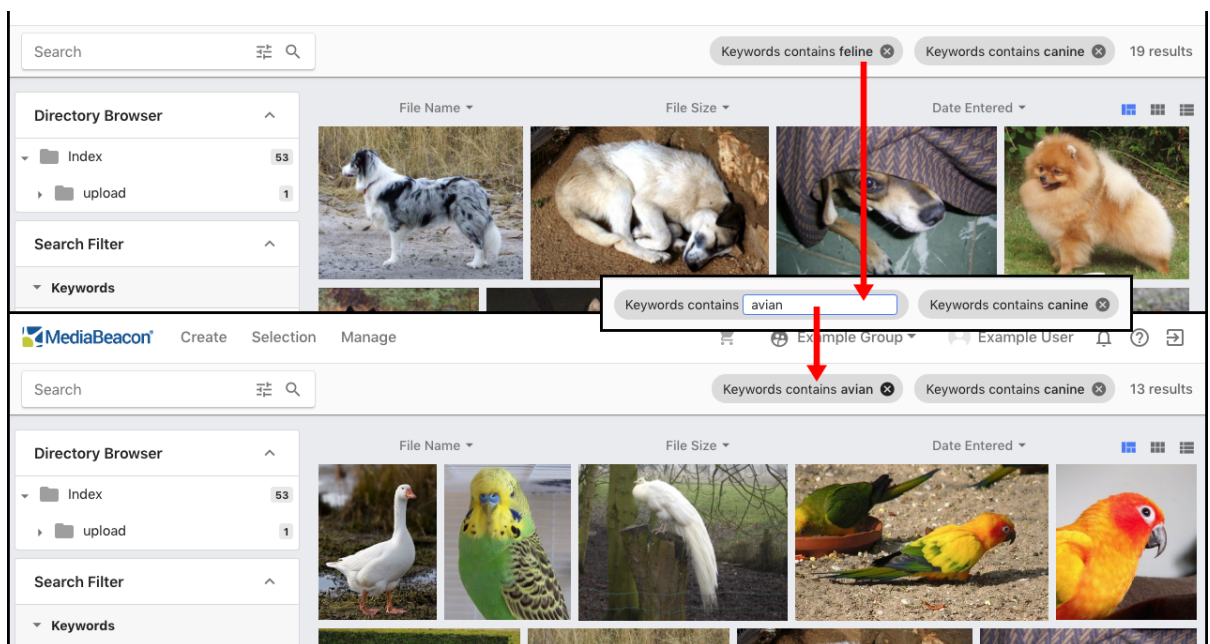 Search
Keywords contains feline
Keywords contains canine
19 results
Directory Browser
File Name
File Size
Date Entered
Index
53
upload
1
Search Filter
Keywords
Keywords contains avian
Keywords contains canine
MediaBeacon®
Create
Selection
Manage
Example Group
Example User
Search
Keywords contains avian
Keywords contains canine
13 results
Directory Browser
File Name
File Size
Date Entered
Index
53
upload
1
Search Filter
Keywords